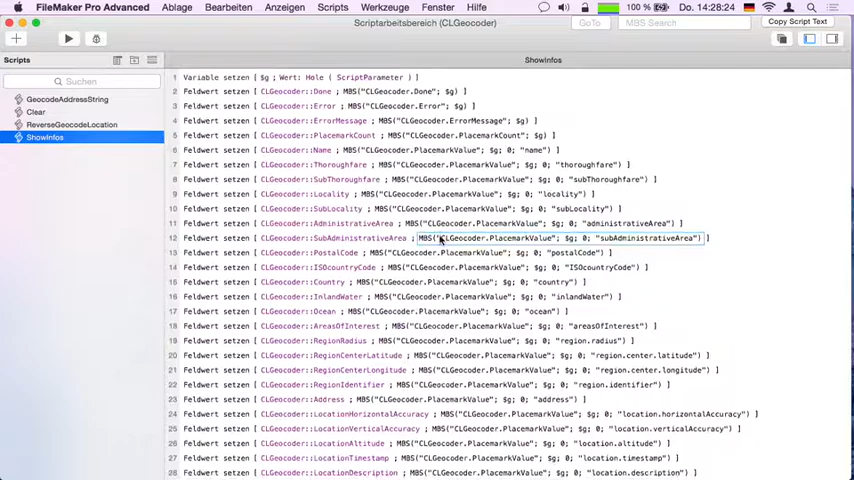 FileMaker Pro Advanced Ablage Bearbeiten Anzeigen Scripts Werkzeuge Fenster Hilfe 100 % Do. 14:28:24
Scriptarbeitsbereich (CLGeocoder)
GoTo
MBS Search
Copy Script Text
Scripts
ShowInfos
Suchen
GeocodeAddressString
Clear
ReverseGeocodeLocation
ShowInfos
1 Variable setzen [ $g ; Wert: Hole ( ScriptParameter ) ]
2 Feldwert setzen [ CLGeocoder::Done ; MBS("CLGeocoder.Done"; $g) ]
3 Feldwert setzen [ CLGeocoder::Error ; MBS("CLGeocoder.Error"; $g) ]
4 Feldwert setzen [ CLGeocoder::ErrorMessage ; MBS("CLGeocoder.ErrorMessage"; $g) ]
5 Feldwert setzen [ CLGeocoder::PlacemarkCount ; MBS("CLGeocoder.PlacemarkCount"; $g) ]
6 Feldwert setzen [ CLGeocoder::Name ; MBS("CLGeocoder.PlacemarkValue"; $g; 0; "name") ]
7 Feldwert setzen [ CLGeocoder::Thoroughfare ; MBS("CLGeocoder.PlacemarkValue"; $g; 0; "thoroughfare") ]
8 Feldwert setzen [ CLGeocoder::SubThoroughfare ; MBS("CLGeocoder.PlacemarkValue"; $g; 0; "subThoroughfare") ]
9 Feldwert setzen [ CLGeocoder::Locality ; MBS("CLGeocoder.PlacemarkValue"; $g; 0; "locality") ]
10 Feldwert setzen [ CLGeocoder::SubLocality ; MBS("CLGeocoder.PlacemarkValue"; $g; 0; "subLocality") ]
11 Feldwert setzen [ CLGeocoder::AdministrativeArea ; MBS("CLGeocoder.PlacemarkValue"; $g; 0; "administrativeArea") ]
12 Feldwert setzen [ CLGeocoder::SubAdministrativeArea ; MBS("CLGeocoder.PlacemarkValue"; $g; 0; "subAdministrativeArea") ]
13 Feldwert setzen [ CLGeocoder::PostalCode ; MBS("CLGeocoder.PlacemarkValue"; $g; 0; "postalCode") ]
14 Feldwert setzen [ CLGeocoder::ISOcountryCode ; MBS("CLGeocoder.PlacemarkValue"; $g; 0; "ISOcountryCode") ]
15 Feldwert setzen [ CLGeocoder::Country ; MBS("CLGeocoder.PlacemarkValue"; $g; 0; "country") ]
16 Feldwert setzen [ CLGeocoder::InlandWater ; MBS("CLGeocoder.PlacemarkValue"; $g; 0; "inlandWater") ]
17 Feldwert setzen [ CLGeocoder::Ocean ; MBS("CLGeocoder.PlacemarkValue"; $g; 0; "ocean") ]
18 Feldwert setzen [ CLGeocoder::AreasOfInterest ; MBS("CLGeocoder.PlacemarkValue"; $g; 0; "areasOfInterest") ]
19 Feldwert setzen [ CLGeocoder::RegionRadius ; MBS("CLGeocoder.PlacemarkValue"; $g; 0; "region.radius") ]
20 Feldwert setzen [ CLGeocoder::RegionCenterLatitude ; MBS("CLGeocoder.PlacemarkValue"; $g; 0; "region.center.latitude") ]
21 Feldwert setzen [ CLGeocoder::RegionCenterLongitude ; MBS("CLGeocoder.PlacemarkValue"; $g; 0; "region.center.longitude") ]
22 Feldwert setzen [ CLGeocoder::RegionIdentifier ; MBS("CLGeocoder.PlacemarkValue"; $g; 0; "region.identifier") ]
23 Feldwert setzen [ CLGeocoder::Address ; MBS("CLGeocoder.PlacemarkValue"; $g; 0; "address") ]
24 Feldwert setzen [ CLGeocoder::LocationHorizontalAccuracy ; MBS("CLGeocoder.PlacemarkValue"; $g; 0; "location.horizontalAccuracy") ]
25 Feldwert setzen [ CLGeocoder::LocationVerticalAccuracy ; MBS("CLGeocoder.PlacemarkValue"; $g; 0; "location.verticalAccuracy") ]
26 Feldwert setzen [ CLGeocoder::LocationAltitude ; MBS("CLGeocoder.PlacemarkValue"; $g; 0; "location.altitude") ]
27 Feldwert setzen [ CLGeocoder::LocationTimestamp ; MBS("CLGeocoder.PlacemarkValue"; $g; 0; "location.timestamp") ]
28 Feldwert setzen [ CLGeocoder::LocationDescription ; MBS("CLGeocoder.PlacemarkValue"; $g; 0; "location.description") ]